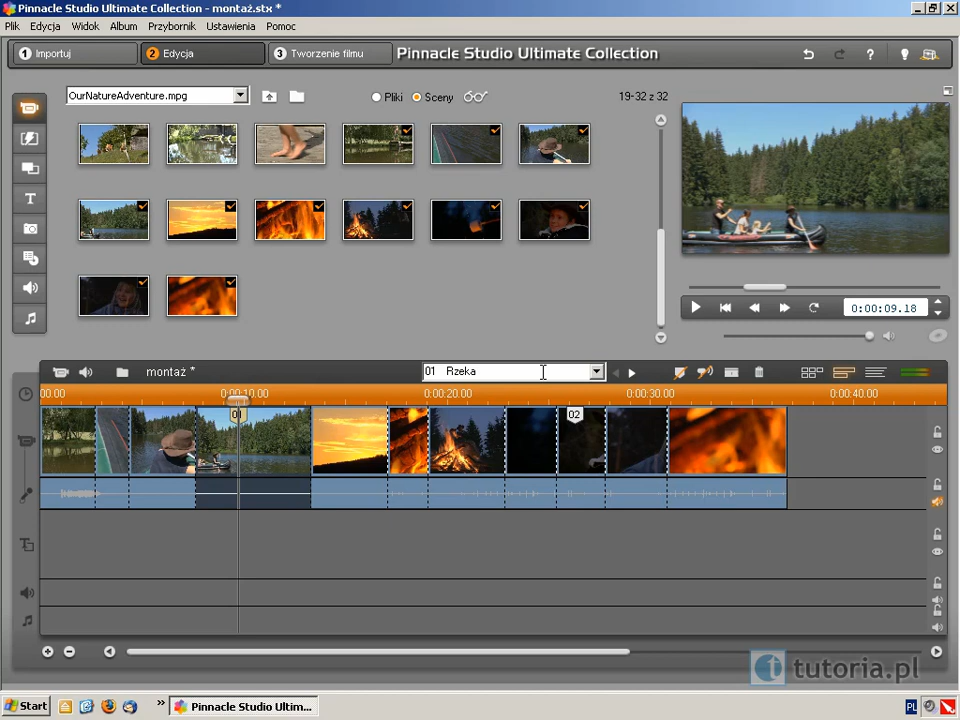 Pinnacle Studio Ultimate Collection - montaż.stx *
Plik Edycja Widok Album Przybornik Ustawienia Pomoc
1 Importuj 2 Edycja 3 Tworzenie filmu Pinnacle Studio Ultimate Collection ?
OurNatureAdventure.mpg Pliki Sceny 19-32 z 32
T
0:00:09.18
montaż * 01 Rzeka
00.00 0:00:10.00 0:00:20.00 0:00:30.00 0:00:40.00
01 02
T
t tutoria.pl
Start » Pinnacle Studio Ultim... PL